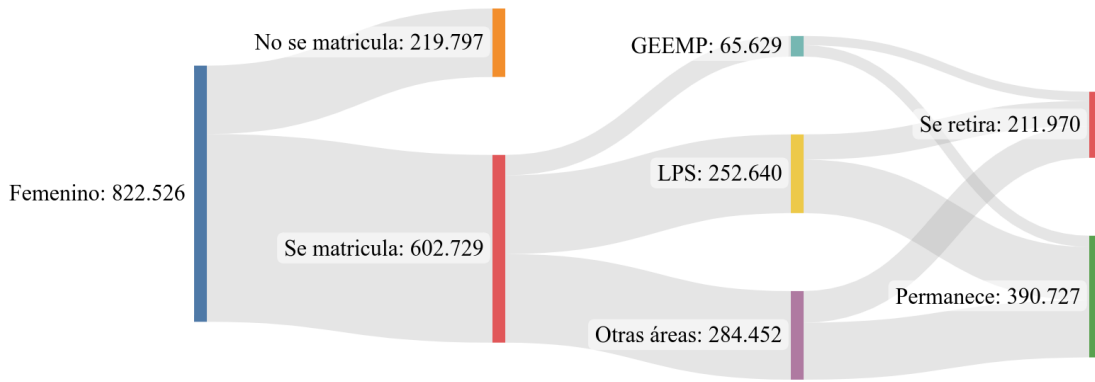 No se matricula: 219.797
GEEMP: 65.629
Se retira: 211.970
LPS: 252.640
Femenino: 822.526
Se matricula: 602.729
Permanece: 390.727
Otras áreas: 284.452